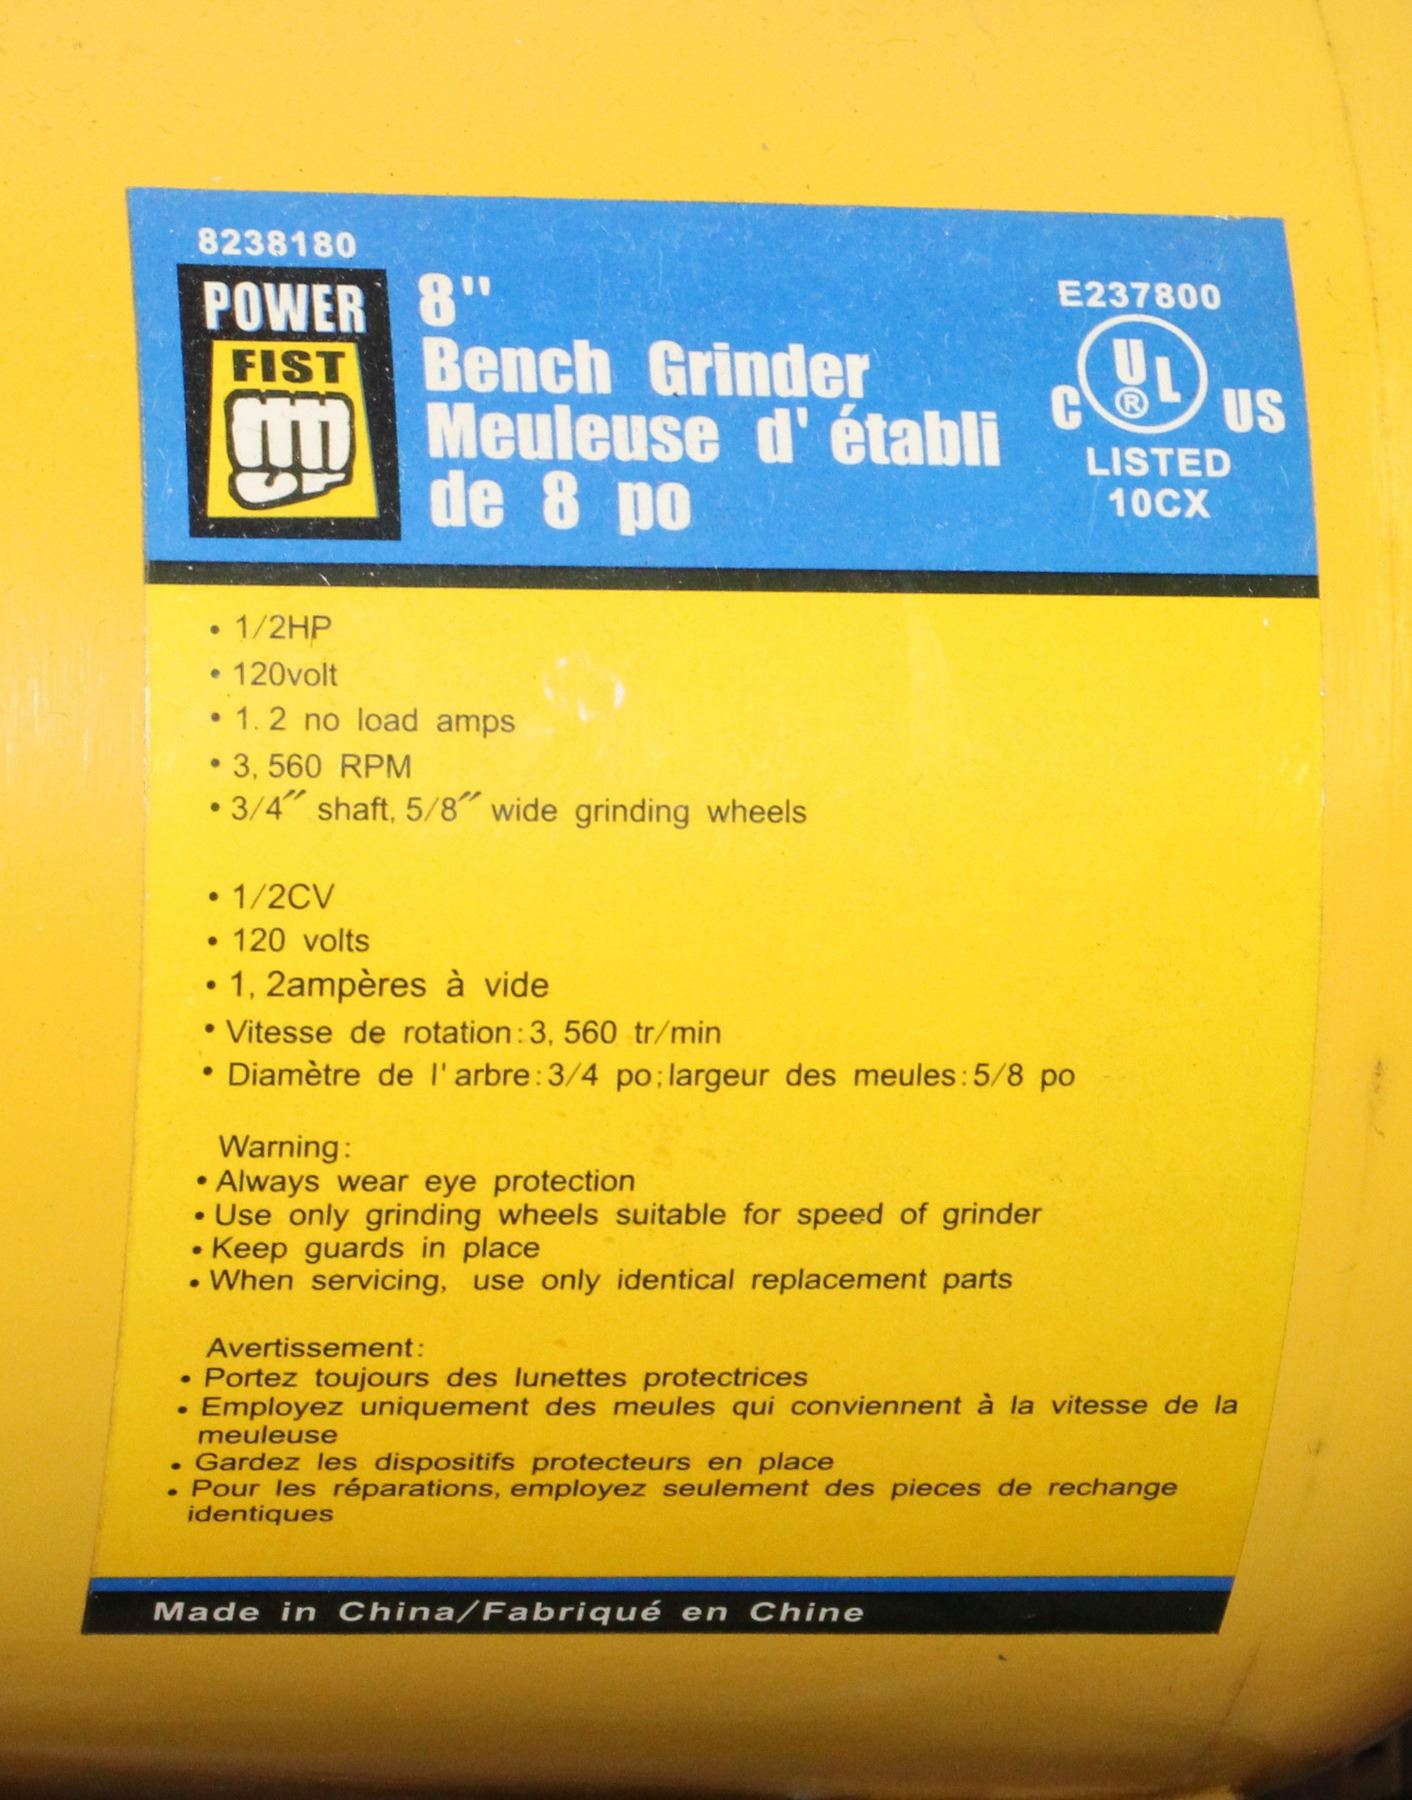 8238180
POWER
FIST
8"
Bench Grinder
Meuleuse d'établi
de 8 po
E237800
C UL® US
LISTED
10CX
• 1/2HP
• 120volt
• 1.2 no load amps
• 3,560 RPM
• 3/4″ shaft, 5/8″ wide grinding wheels
• 1/2CV
• 120 volts
• 1,2ampères à vide
• Vitesse de rotation:3,560 tr/min
• Diamètre de l'arbre:3/4 po;largeur des meules:5/8 po
Warning:
• Always wear eye protection
• Use only grinding wheels suitable for speed of grinder
• Keep guards in place
• When servicing, use only identical replacement parts
Avertissement:
• Portez toujours des lunettes protectrices
• Employez uniquement des meules qui conviennent à la vitesse de la
meuleuse
• Gardez les dispositifs protecteurs en place
• Pour les réparations, employez seulement des pieces de rechange
identiques
Made in China/Fabriqué en Chine